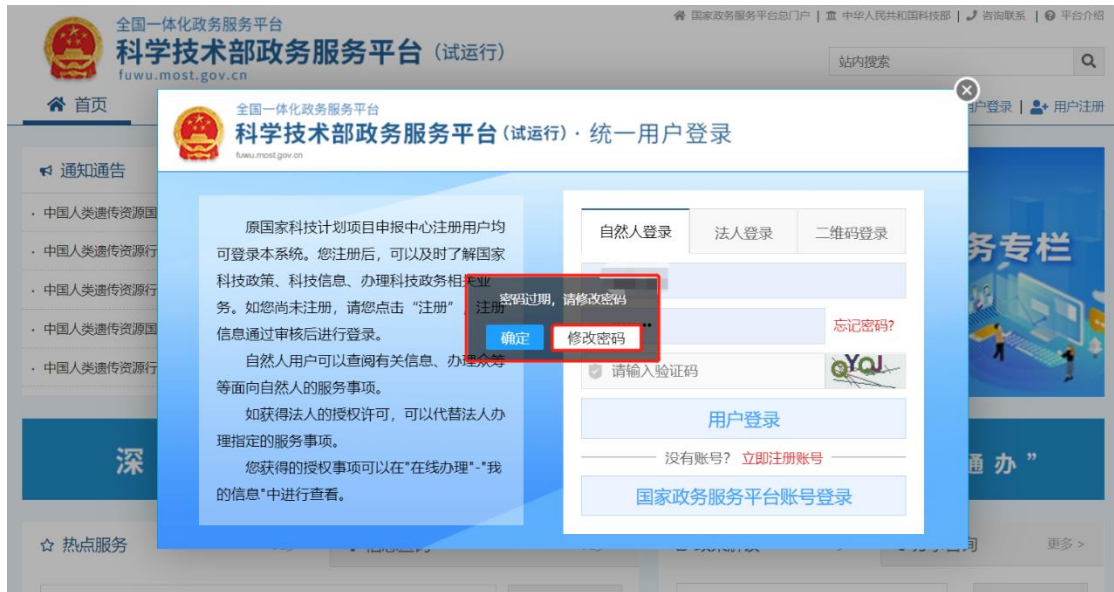 国家政务服务平台总门户 | 中华人民共和国科技部 | 咨询联系 | 平台介绍
全国一体化政务服务平台
科学技术部政务服务平台（试运行）
fuwu.most.gov.cn
站内搜索
首页
户登录 | 用户注册
全国一体化政务服务平台
科学技术部政务服务平台（试运行）· 统一用户登录
fuwu.most.gov.cn
通知通告
· 中国人类遗传资源国
· 中国人类遗传资源行
· 中国人类遗传资源行
· 中国人类遗传资源国
· 中国人类遗传资源行
原国家科技计划项目申报中心注册用户均
可登录本系统。您注册后，可以及时了解国家
科技政策、科技信息、办理科技政务相关业
务。如您尚未注册，请您点击“注册”，注册
信息通过审核后进行登录。
自然人用户可以查阅有关信息、办理众筹
等面向自然人的服务事项。
如获得法人的授权许可，可以代替法人办
理指定的服务事项。
您获得的授权事项可以在"在线办理"-"我
的信息"中进行查看。
自然人登录 法人登录 二维码登录
密码过期，请修改密码
确定 修改密码
忘记密码?
请输入验证码
用户登录
没有账号? 立即注册账号
国家政务服务平台账号登录
务专栏
深
通办”
热点服务
更多 >